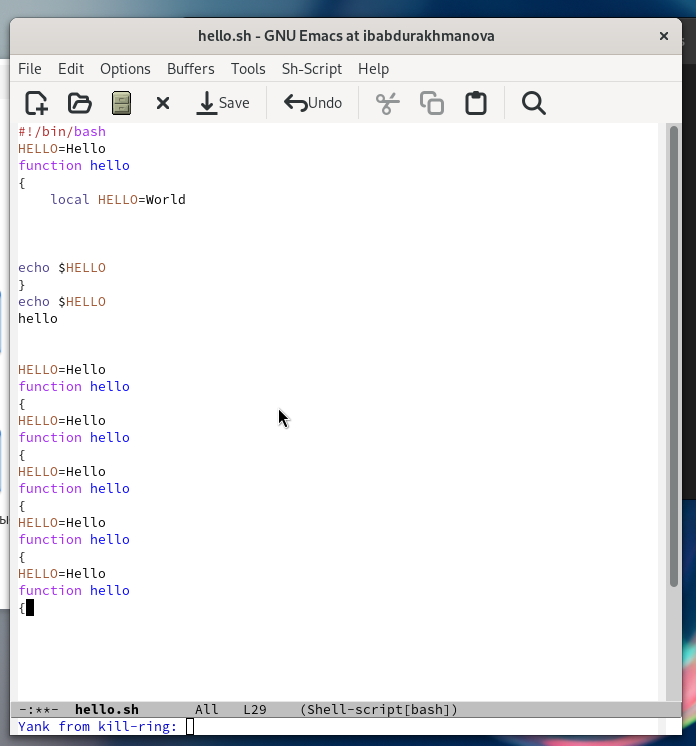 hello.sh - GNU Emacs at ibabdurakhmanova
File Edit Options Buffers Tools Sh-Script Help
Save Undo
#!/bin/bash
HELLO=Hello
function hello
{
    local HELLO=World
echo $HELLO
}
echo $HELLO
hello
HELLO=Hello
function hello
{
HELLO=Hello
function hello
{
HELLO=Hello
function hello
{
HELLO=Hello
function hello
{
HELLO=Hello
function hello
{
-:**-  hello.sh       All   L29    (Shell-script[bash])
Yank from kill-ring:
ы